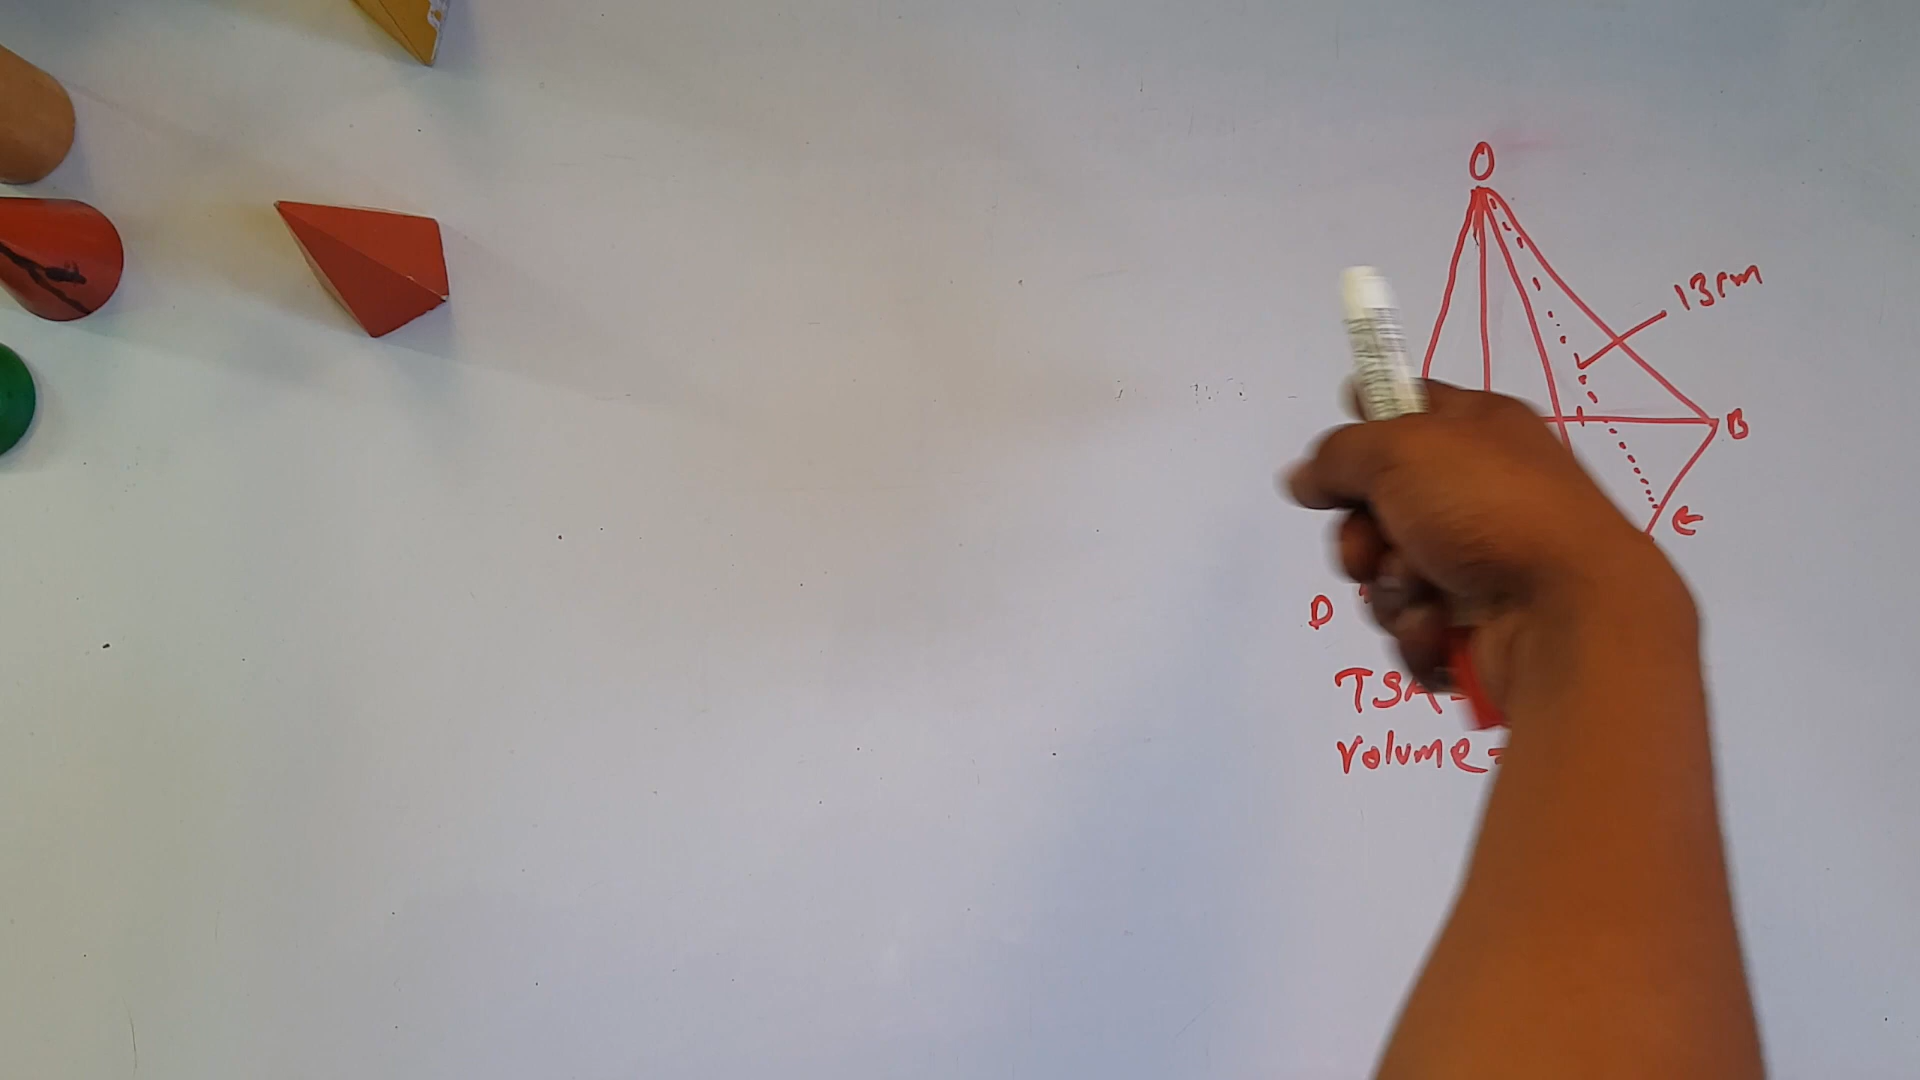 O
13cm
B
E
D
TSA =
Volume =